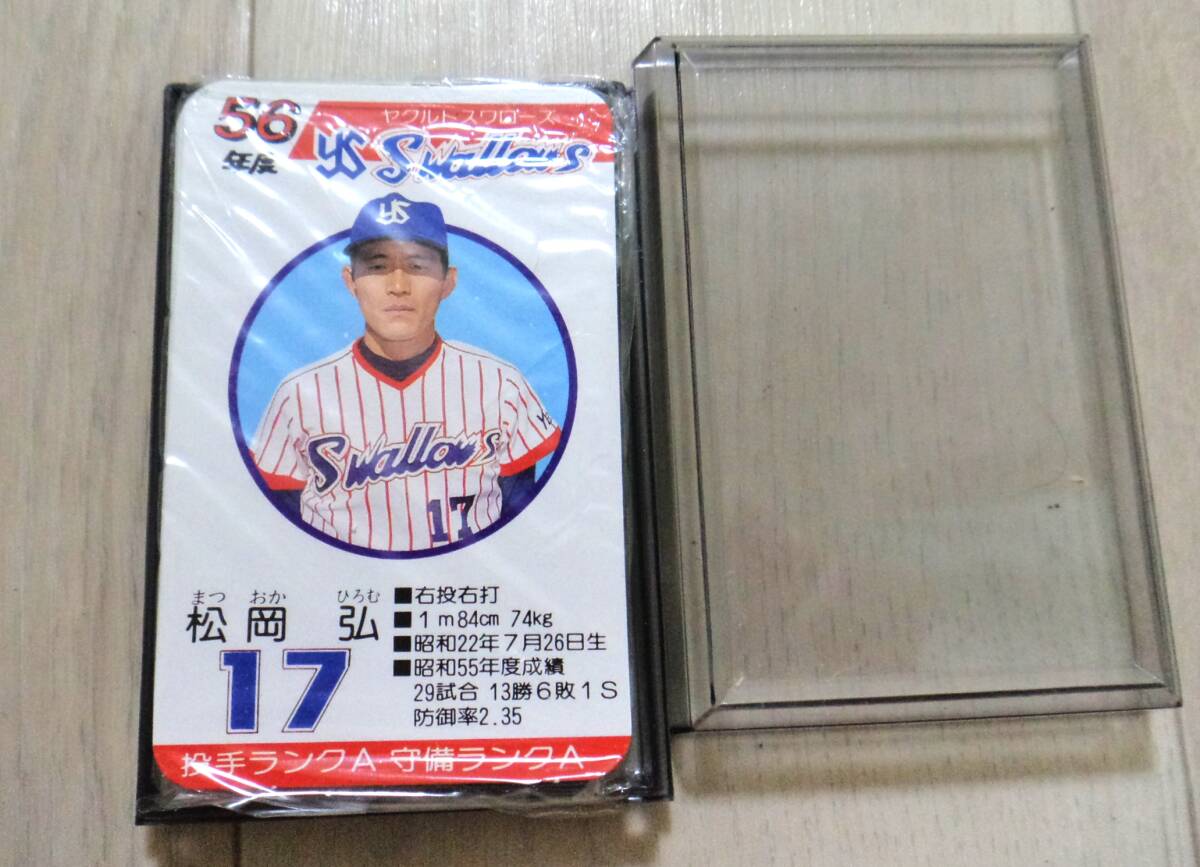 56
年度
ヤクルトスワローズ
YS Swallows
YS
Swallows
17
まつ おか ひろむ
松岡 弘
17
■右投右打
■1m84cm 74kg
■昭和22年7月26日生
■昭和55年度成績
29試合 13勝6敗1S
防御率2.35
投手ランクA 守備ランクA